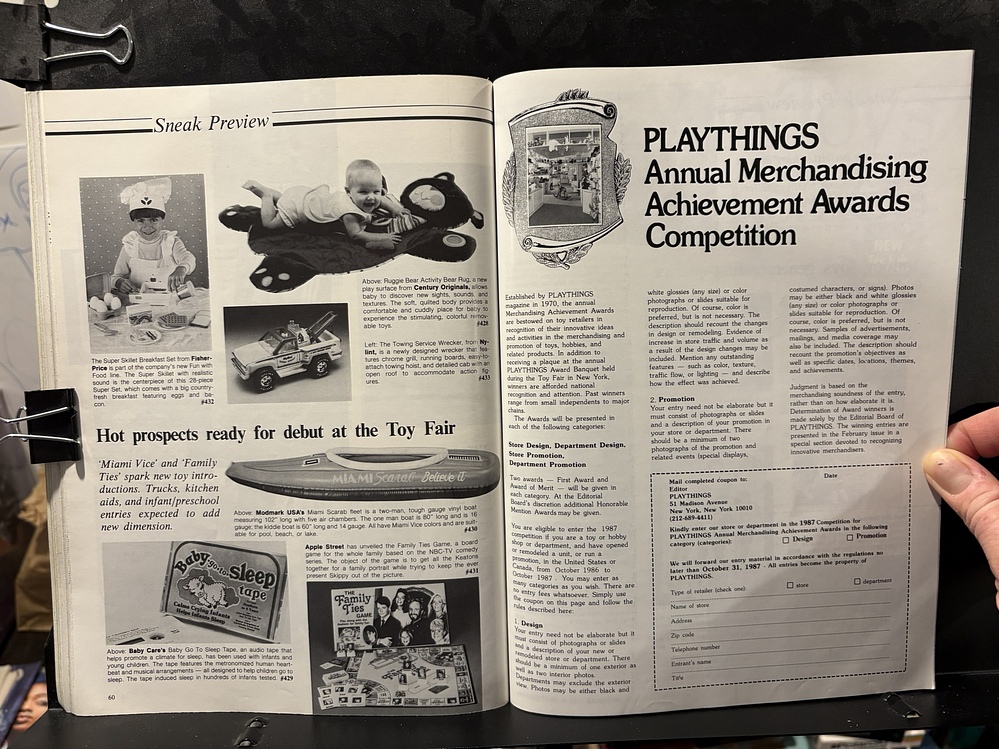 Sneak Preview
The Super Skillet Breakfast Set from Fisher-
Price is part of the company's new Fun with
Food line. The Super Skillet with realistic
sound is the centerpiece of this 28-piece
Super Set, which comes with a big country-
fresh breakfast featuring eggs and ba-
con. #432
Above: Ruggie Bear Activity Bear Rug, a new
play surface from Century Originals, allows
baby to discover new sights, sounds, and
textures. The soft, quilted body provides a
comfortable and cuddly place for baby to
experience the stimulating, colorful remov-
able toys. #428
Left: The Towing Service Wrecker, from Ny-
lint, is a newly designed wrecker that fea-
tures chrome grill, running boards, easy-to-
attach towing hoist, and detailed cab with
open roof to accommodate action fig-
ures. #433
Hot prospects ready for debut at the Toy Fair
'Miami Vice' and 'Family
Ties' spark new toy intro-
ductions. Trucks, kitchen
aids, and infant/preschool
entries expected to add
new dimension.
MIAMI Scarab Believe it
Above: Modmark USA's Miami Scarab fleet is a two-man, tough gauge vinyl boat
measuring 102" long with five air chambers. The one man boat is 80" long and is 16
gauge; the kiddie boat is 60" long and 14 gauge. All have Miami Vice colors and are suit-
able for pool, beach, or lake. #430
Apple Street has unveiled the Family Ties Game, a board
game for the whole family based on the NBC-TV comedy
series. The object of the game is to get all the Keatons
together for a family portrait while trying to keep the ever
present Skippy out of the picture. #431
Baby go to Sleep
tape
Calms Crying Infants
Helps Infants Sleep
The
Family
Ties
GAME
Above: Baby Care's Baby Go To Sleep Tape, an audio tape that
helps promote a climate for sleep, has been used with infants and
young children. The tape features the metronomized human heart-
beat and musical arrangements — all designed to help children go to
sleep. The tape induced sleep in hundreds of infants tested. #429
60
PLAYTHINGS
Annual Merchandising
Achievement Awards
Competition
Established by PLAYTHINGS
magazine in 1970, the annual
Merchandising Achievement Awards
are bestowed on toy retailers in
recognition of their innovative ideas
and activities in the merchandising and
promotion of toys, hobbies, and
related products. In addition to
receiving a plaque at the annual
PLAYTHINGS Award Banquet held
during the Toy Fair in New York,
winners are afforded national
recognition and attention. Past winners
range from small independents to major
chains.
The Awards will be presented in
each of the following categories:
Store Design, Department Design,
Store Promotion,
Department Promotion
Two awards — First Award and
Award of Merit — will be given in
each category. At the Editorial
Board's discretion additional Honorable
Mention Awards may be given.
You are eligible to enter the 1987
competition if you are a toy or hobby
shop or department, and have opened
or remodeled a unit, or run a
promotion, in the United States or
Canada, from October 1986 to
October 1987. You may enter as
many categories as you wish. There are
no entry fees whatsoever. Simply use
the coupon on this page and follow the
rules described here:
1. Design
Your entry need not be elaborate but it
must consist of photographs or slides
and a description of your new or
remodeled store or department. There
should be a minimum of one exterior as
well as two interior photos.
Departments may exclude the exterior
view. Photos may be either black and
white glossies (any size) or color
photographs or slides suitable for
reproduction. Of course, color is
preferred, but is not necessary. The
description should recount the changes
in design or remodeling. Evidence of
increase in store traffic and volume as
a result of the design changes may be
included. Mention any outstanding
features — such as color, texture,
traffic flow, or lighting — and describe
how the effect was achieved.
2. Promotion
Your entry need not be elaborate but it
must consist of photographs or slides
and a description of your promotion in
your store or department. There
should be a minimum of two
photographs of the promotion and
related events (special displays,
costumed characters, or signs). Photos
may be either black and white glossies
(any size) or color photographs or
slides suitable for reproduction. Of
course, color is preferred, but is not
necessary. Samples of advertisements,
mailings, and media coverage may
also be included. The description should
recount the promotion's objectives as
well as specific dates, locations, themes,
and achievements.
Judgment is based on the
merchandising soundness of the entry,
rather than on how elaborate it is.
Determination of Award winners is
made solely by the Editorial Board of
PLAYTHINGS. The winning entries are
presented in the February issue in a
special section devoted to recognizing
innovative merchandisers.
Mail completed coupon to: Date
Editor
PLAYTHINGS
51 Madison Avenue
New York, New York 10010
(212-689-4411)
Kindly enter our store or department in the 1987 Competition for
PLAYTHINGS Annual Merchandising Achievement Awards in the following
category (categories): Design Promotion
We will forward our entry material in accordance with the regulations no
later than October 31, 1987. All entries become the property of
PLAYTHINGS.
Type of retailer (check one) store department
Name of store
Address
Zip code
Telephone number
Entrant's name
Title